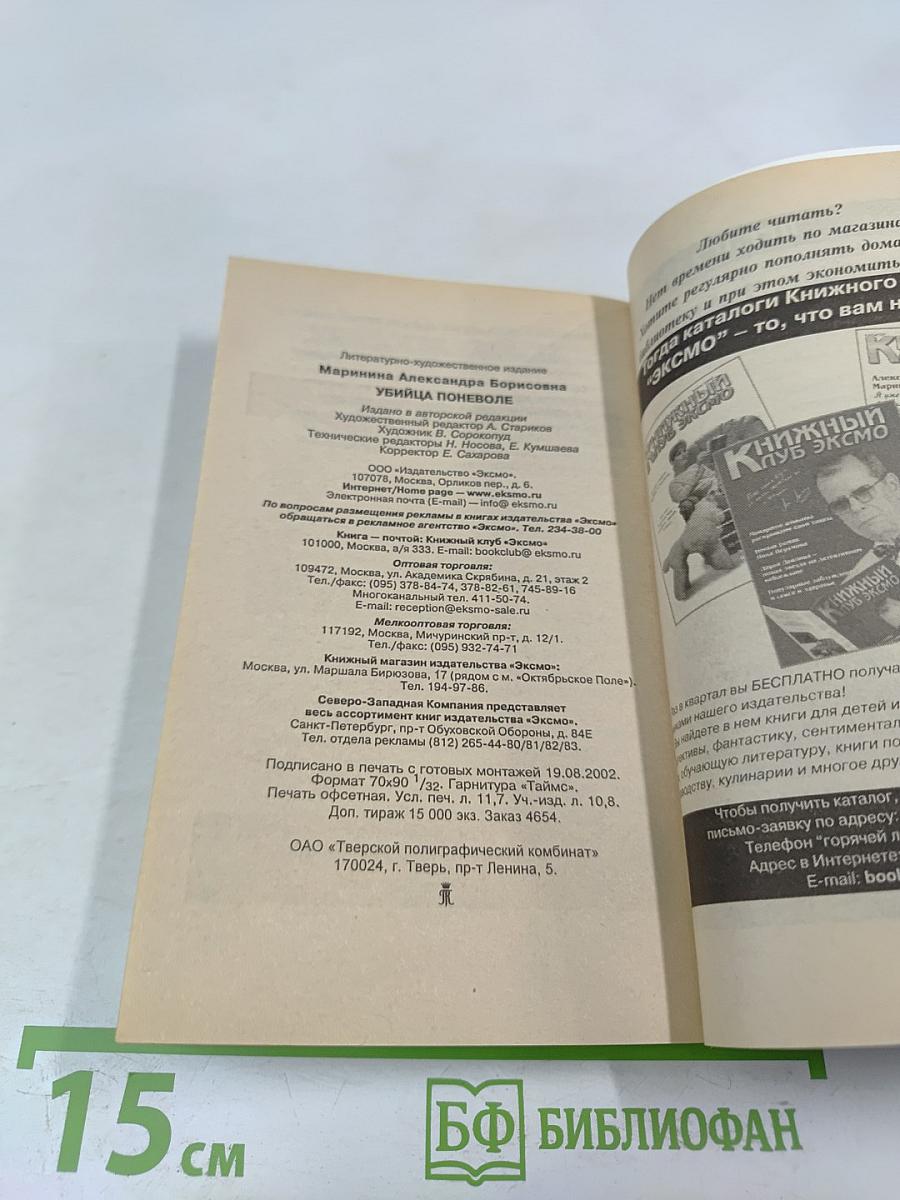 Литературно-художественное издание
Маринина Александра Борисовна
УБИЙЦА ПОНЕВОЛЕ
Издано в авторской редакции
Художественный редактор А. Стариков
Художник В. Сорокопуд
Технические редакторы Н. Носова, Е. Кумшаева
Корректор Е. Сахарова
ООО «Издательство «Эксмо».
107078, Москва, Орликов пер., д. 6.
Интернет/Home page — www.eksmo.ru
Электронная почта (E-mail) — info@ eksmo.ru
По вопросам размещения рекламы в книгах издательства «Эксмо»
обращаться в рекламное агентство «Эксмо». Тел. 234-38-00
Книга — почтой: Книжный клуб «Эксмо»
101000, Москва, а/я 333. E-mail: bookclub@ eksmo.ru
Оптовая торговля:
109472, Москва, ул. Академика Скрябина, д. 21, этаж 2
Тел./факс: (095) 378-84-74, 378-82-61, 745-89-16
Многоканальный тел. 411-50-74.
E-mail: reception@eksmo-sale.ru
Мелкооптовая торговля:
117192, Москва, Мичуринский пр-т, д. 12/1.
Тел./факс: (095) 932-74-71
Книжный магазин издательства «Эксмо»:
Москва, ул. Маршала Бирюзова, 17 (рядом с м. «Октябрьское Поле»).
Тел. 194-97-86.
Северо-Западная Компания представляет
весь ассортимент книг издательства «Эксмо».
Санкт-Петербург, пр-т Обуховской Обороны, д. 84Е
Тел. отдела рекламы (812) 265-44-80/81/82/83.
Подписано в печать с готовых монтажей 19.08.2002.
Формат 70х90 1/32. Гарнитура «Таймс».
Печать офсетная. Усл. печ. л. 11,7. Уч.-изд. л. 10,8.
Доп. тираж 15 000 экз. Заказ 4654.
ОАО «Тверской полиграфический комбинат»
170024, г. Тверь, пр-т Ленина, 5.
Любите читать?
Нет времени ходить по магазина
Хотите регулярно пополнять дома
библиотеку и при этом экономить
Тогда каталоги Книжного
"ЭКСМО" – то, что вам н
КНИЖНЫЙ
КЛУБ ЭКСМО
КНИЖНЫЙ
КЛУБ ЭКСМО
КНИЖНЫЙ
КЛУБ ЭКСМО
в квартал вы БЕСПЛАТНО получа
нашего издательства!
найдете в нем книги для детей и
фантастику, сентиментал
обучающую литературу, книги по
кулинарии и многое дру
Чтобы получить каталог,
письмо-заявку по адресу:
Телефон "горячей л
Адрес в Интернете
E-mail: book
15 см
БФ БИБЛИОФАН